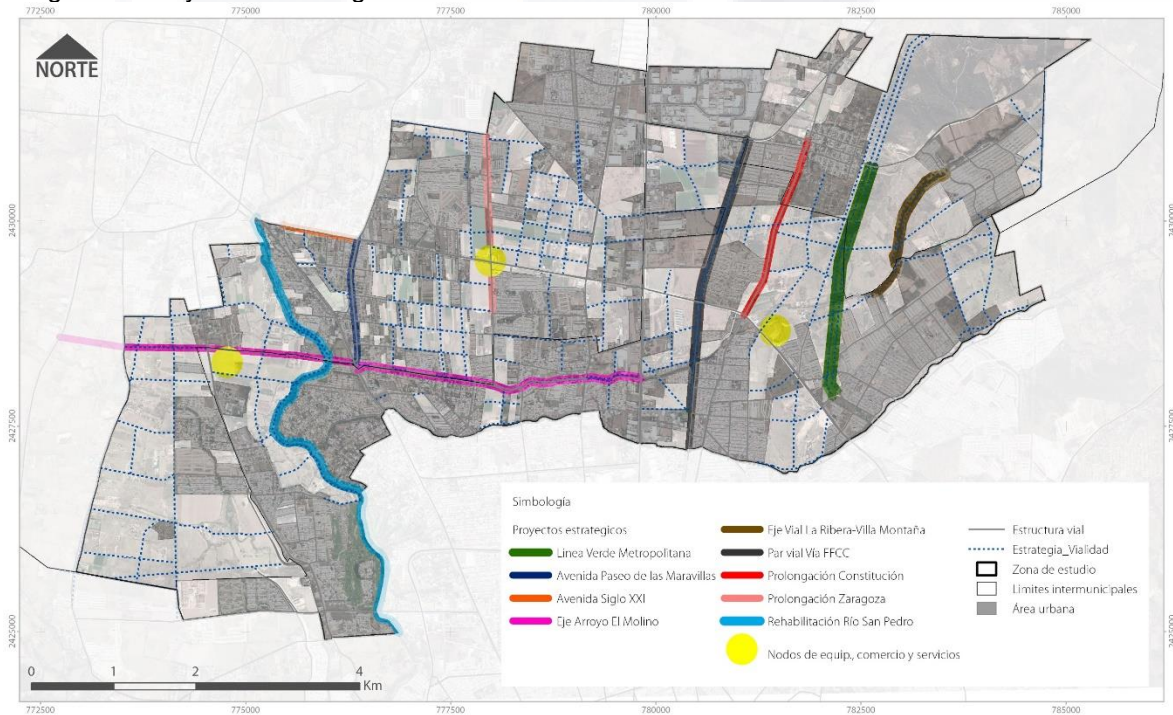 772500 775000 777500 780000 782500 785000
NORTE
2430000 2430000
2427500 2427500
2425000 2425000
Simbología
Proyectos estrategicos
Linea Verde Metropolitana
Avenida Paseo de las Maravillas
Avenida Siglo XXI
Eje Arroyo El Molino
Eje Vial La Ribera-Villa Montaña
Par vial Vía FFCC
Prolongación Constitución
Prolongación Zaragoza
Rehabilitación Río San Pedro
Nodos de equip., comercio y servicios
Estructura vial
Estrategia_Vialidad
Zona de estudio
Limites intermunicipales
Área urbana
0 1 2 4
Km
772500 775000 777500 780000 782500 785000